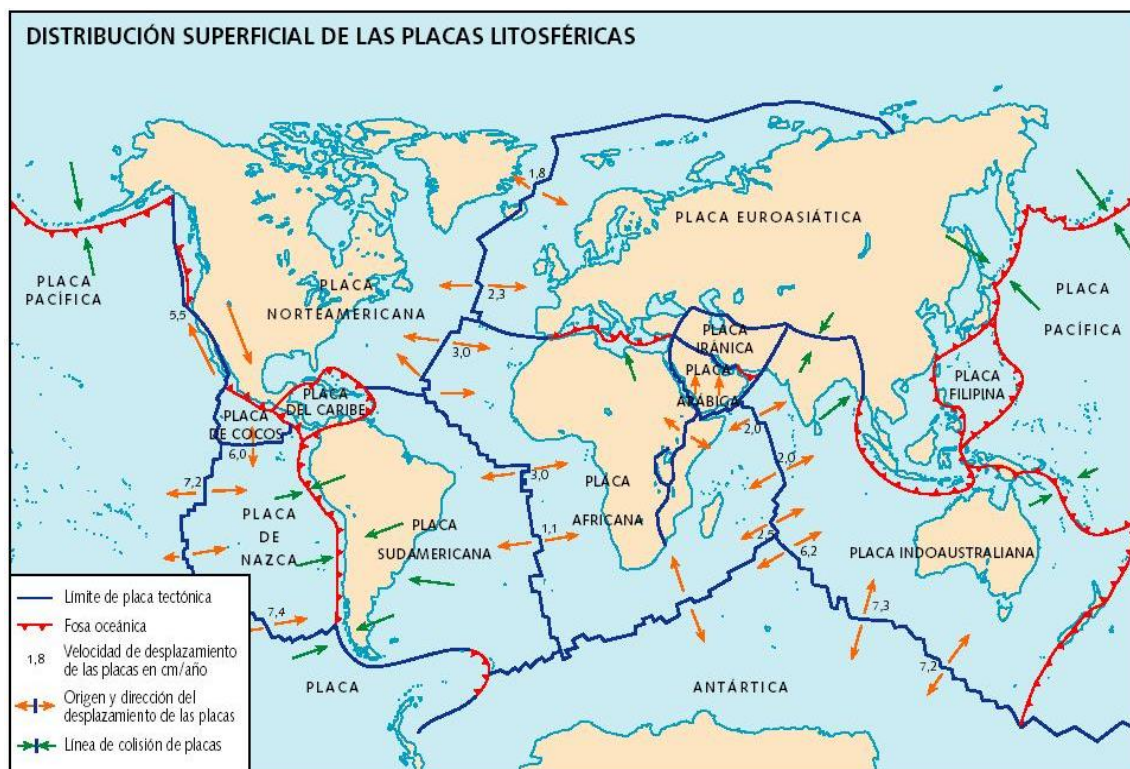 DISTRIBUCIÓN SUPERFICIAL DE LAS PLACAS LITOSFÉRICAS
1,8
PLACA EUROASIÁTICA
PLACA
PACÍFICA
PLACA
NORTEAMERICANA
2,3
PLACA
PACÍFICA
5,5
3,0
PLACA
IRÁNICA
PLACA
ARÁBICA
PLACA
FILIPINA
PLACA
DEL CARIBE
PLACA
DE COCOS
6,0
2,0
7,2
3,0
2,0
PLACA
DE
NAZCA
PLACA
SUDAMERICANA
1,1
PLACA
AFRICANA
2,5
6,2
PLACA INDOAUSTRALIANA
7,4
7,3
7,2
PLACA
ANTÁRTICA
Límite de placa tectónica
Fosa oceánica
1,8
Velocidad de desplazamiento
de las placas en cm/año
Origen y dirección del
desplazamiento de las placas
Línea de colisión de placas